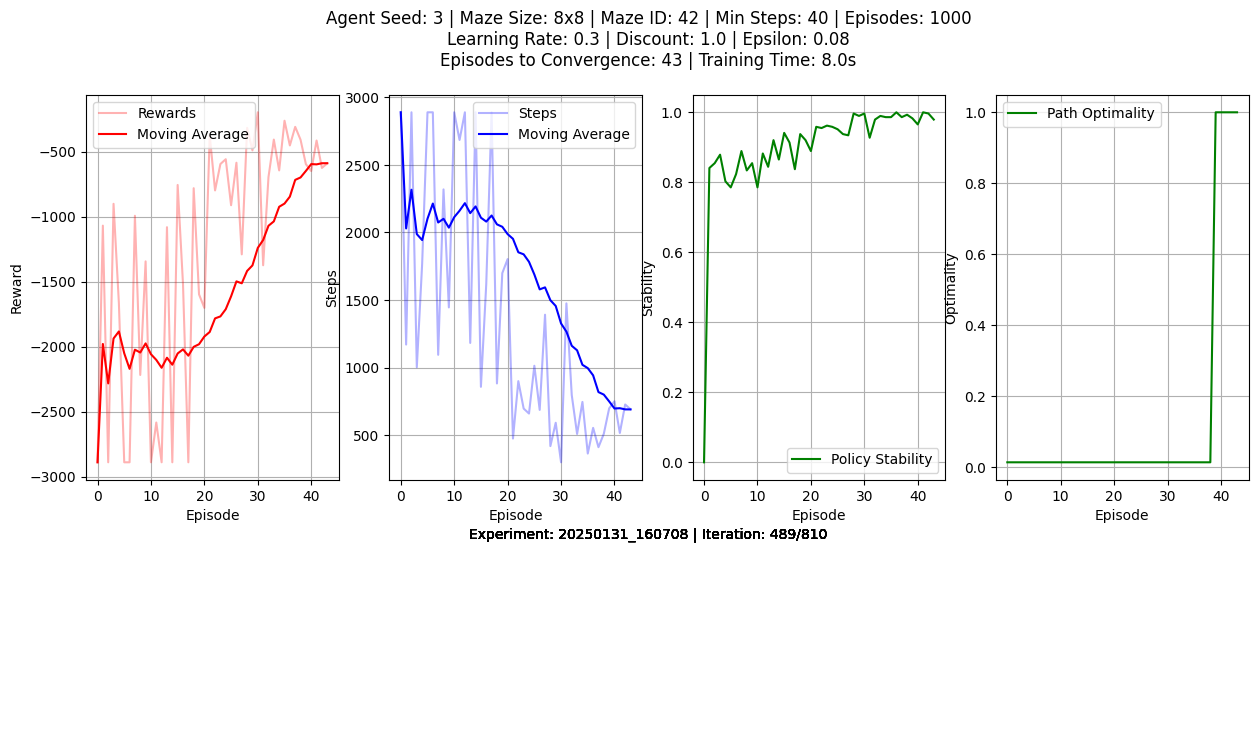 Agent Seed: 3 | Maze Size: 8x8 | Maze ID: 42 | Min Steps: 40 | Episodes: 1000
Learning Rate: 0.3 | Discount: 1.0 | Epsilon: 0.08
Episodes to Convergence: 43 | Training Time: 8.0s
Rewards
Moving Average
−500
−1000
−1500
−2000
−2500
−3000
Reward
0 10 20 30 40
Episode
Steps
Moving Average
3000
2500
2000
1500
1000
500
Steps
0 10 20 30 40
Episode
1.0
0.8
0.6
0.4
0.2
0.0
Stability
Policy Stability
0 10 20 30 40
Episode
Path Optimality
1.0
0.8
0.6
0.4
0.2
0.0
Optimality
0 10 20 30 40
Episode
Experiment: 20250131_160708 | Iteration: 489/810